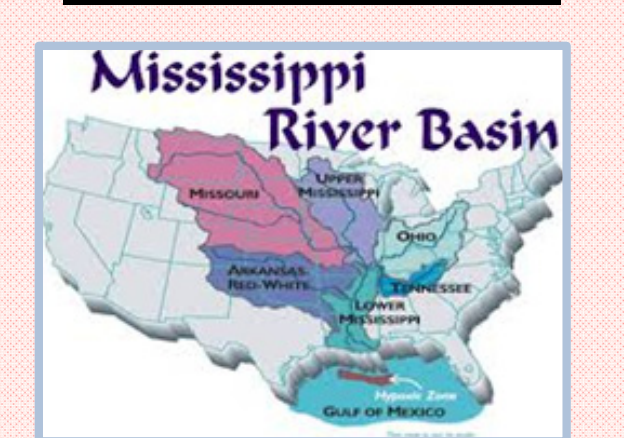 Mississippi
River Basin
MISSOURI
UPPER
MISSISSIPPI
OHIO
ARKANSAS-
RED-WHITE
TENNESSEE
LOWER
MISSISSIPPI
Hypoxic Zone
GULF OF MEXICO